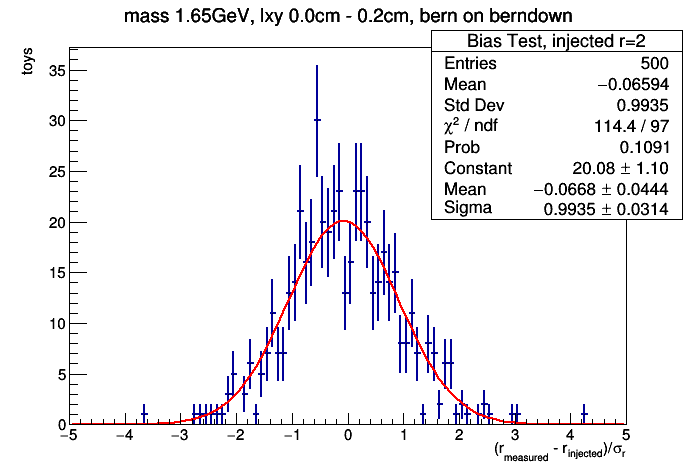 mass 1.65GeV, lxy 0.0cm - 0.2cm, bern on berndown
Bias Test, injected r=2
Entries 500
Mean −0.06594
Std Dev 0.9935
χ² / ndf 114.4 / 97
Prob 0.1091
Constant 20.08 ± 1.10
Mean −0.0668 ± 0.0444
Sigma 0.9935 ± 0.0314
toys
35
30
25
20
15
10
5
0
−5 −4 −3 −2 −1 0 1 2 3 4 5
(r_measured - r_injected)/σ_r